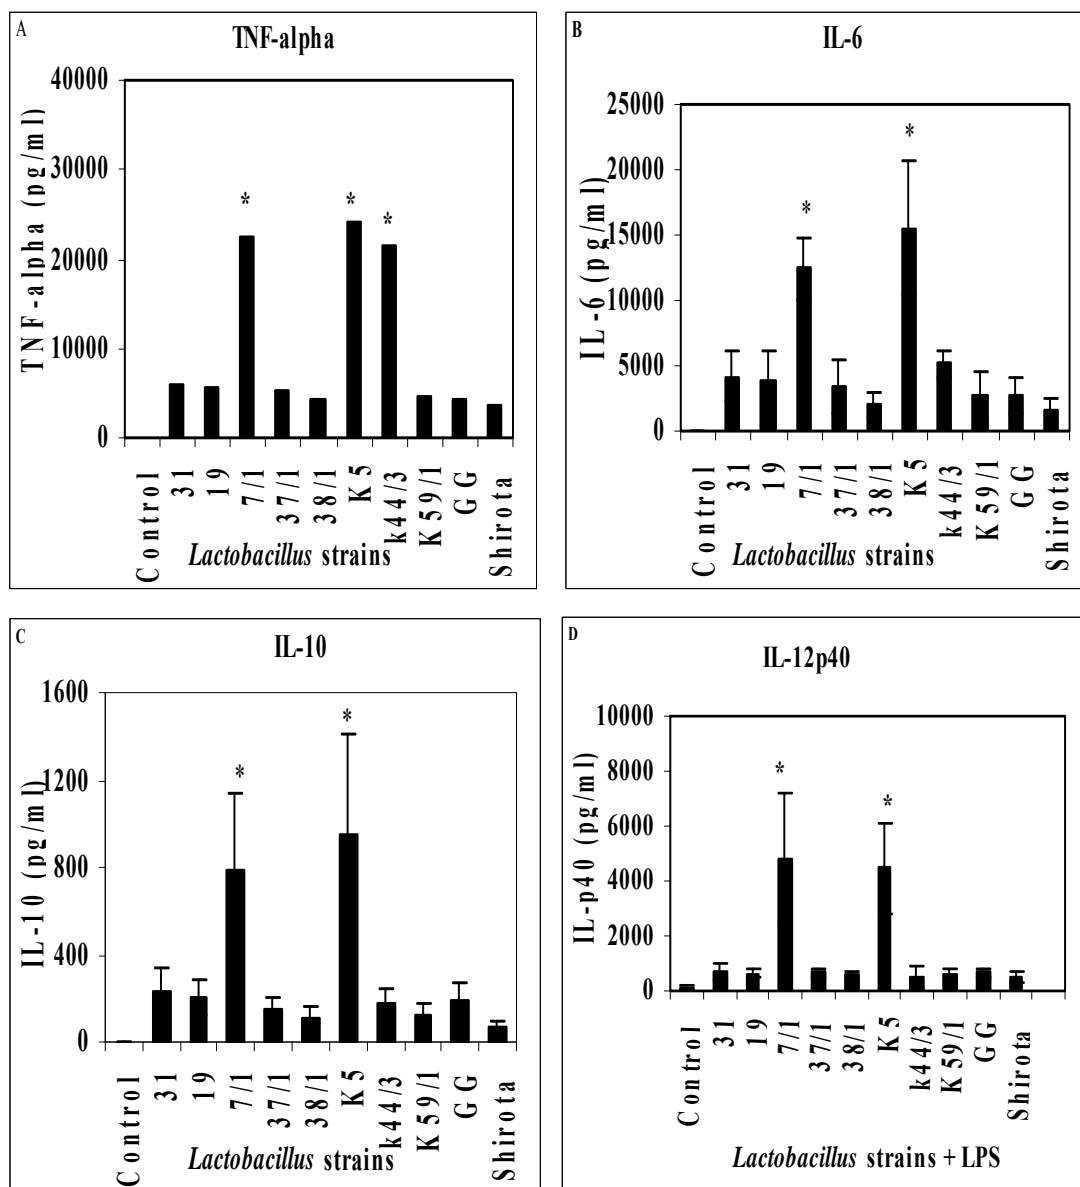 A
TNF-alpha
TNF-alpha (pg/ml)
40000
30000
20000
10000
0
* * *
Control 31 19 7/1 37/1 38/1 K5 k44/3 K59/1 GG Shirota
Lactobacillus strains
B
IL-6
IL-6 (pg/ml)
25000
20000
15000
10000
5000
0
* *
Control 31 19 7/1 37/1 38/1 K5 k44/3 K59/1 GG Shirota
Lactobacillus strains
C
IL-10
IL-10 (pg/ml)
1600
1200
800
400
0
* *
Control 31 19 7/1 37/1 38/1 K5 k44/3 K59/1 GG Shirota
Lactobacillus strains
D
IL-12p40
IL-p40 (pg/ml)
10000
8000
6000
4000
2000
0
* *
Control 31 19 7/1 37/1 38/1 K5 k44/3 K59/1 GG Shirota
Lactobacillus strains + LPS